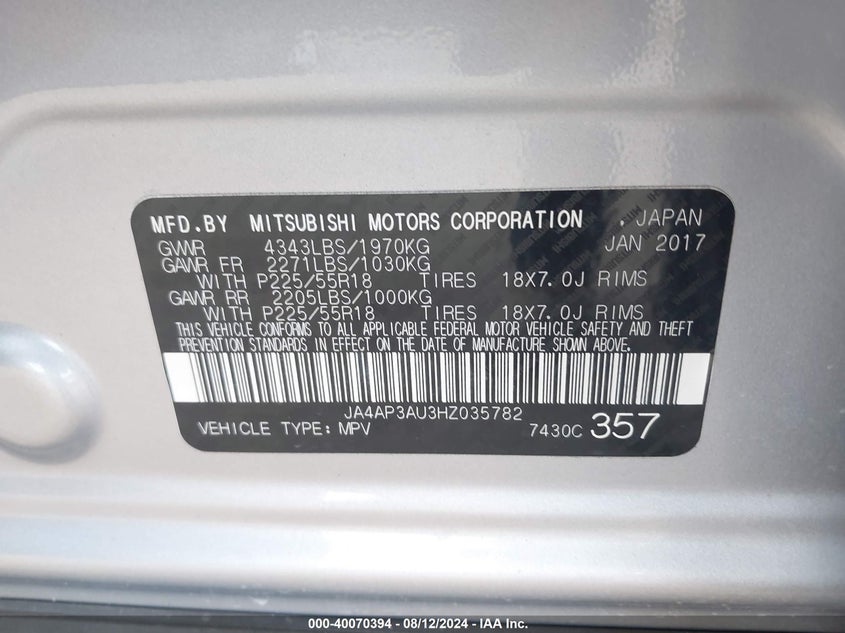 MFD.BY MITSUBISHI MOTORS CORPORATION , JAPAN
GVWR 4343LBS/1970KG JAN 2017
GAWR FR 2271LBS/1030KG
WITH P225/55R18 TIRES 18X7.0J RIMS
GAWR RR 2205LBS/1000KG
WITH P225/55R18 TIRES 18X7.0J RIMS
THIS VEHICLE CONFORMS TO ALL APPLICABLE FEDERAL MOTOR VEHICLE SAFETY AND THEFT
PREVENTION STANDARDS IN EFFECT ON THE DATE OF MANUFACTURE SHOWN ABOVE.
JA4AP3AU3HZ035782
VEHICLE TYPE: MPV 7430C 357
000-40070394 - 08/12/2024 - IAA Inc.